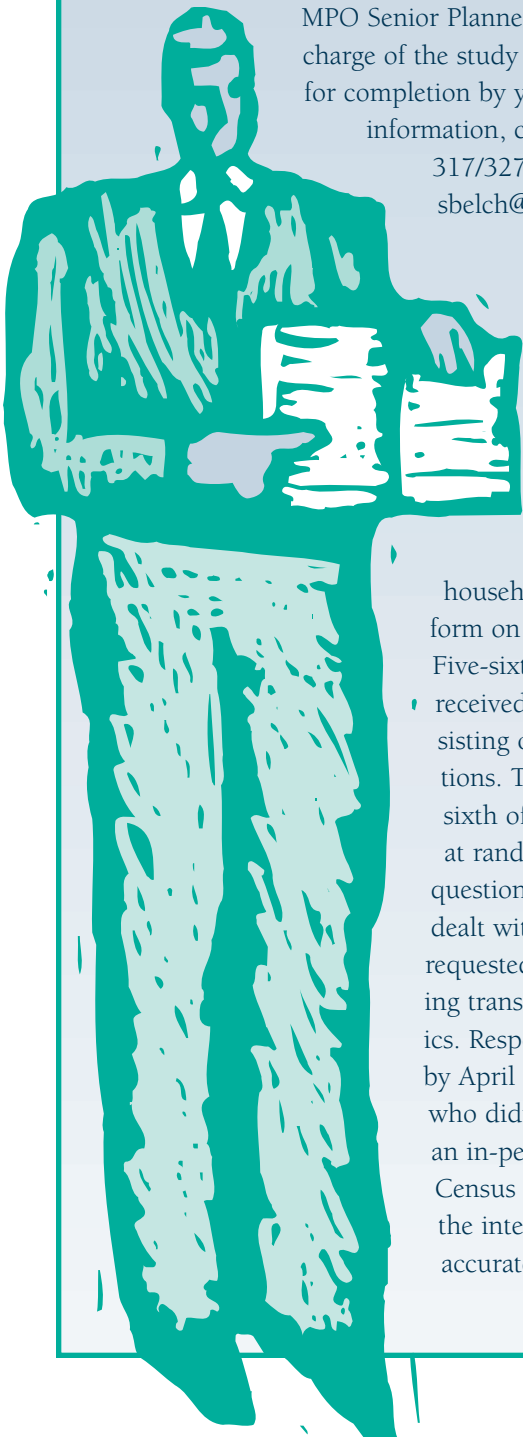 MPO Senior Planne
charge of the study
for completion by y
information, c
317/327
sbelch@
househ
form on
Five-sixt
received
sisting o
tions. T
sixth of
at rand
question
dealt wit
requested
ing trans
ics. Resp
by April
who did
an in-pe
Census
the inte
accurat